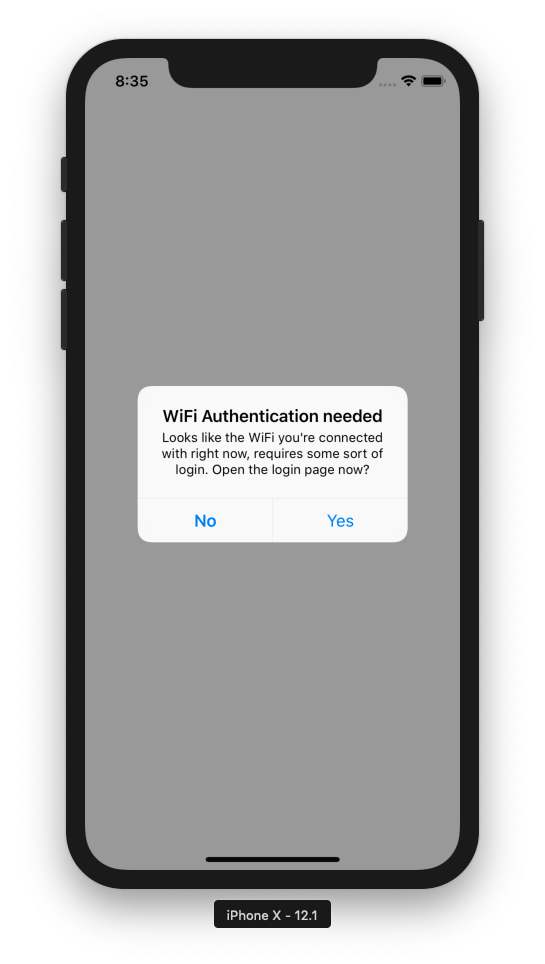 8:35
WiFi Authentication needed
Looks like the WiFi you're connected
with right now, requires some sort of
login. Open the login page now?
No
Yes
iPhone X - 12.1